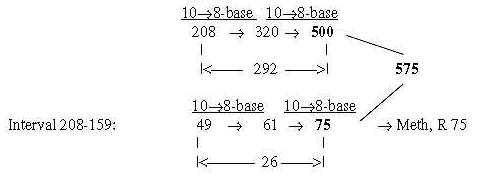 10→8-base 10→8-base
208 → 320 → 500
|<—— 292 ——>| 575
10→8-base 10→8-base
Interval 208-159: 49 → 61 → 75 → Meth, R 75
|<—— 26 ——>|